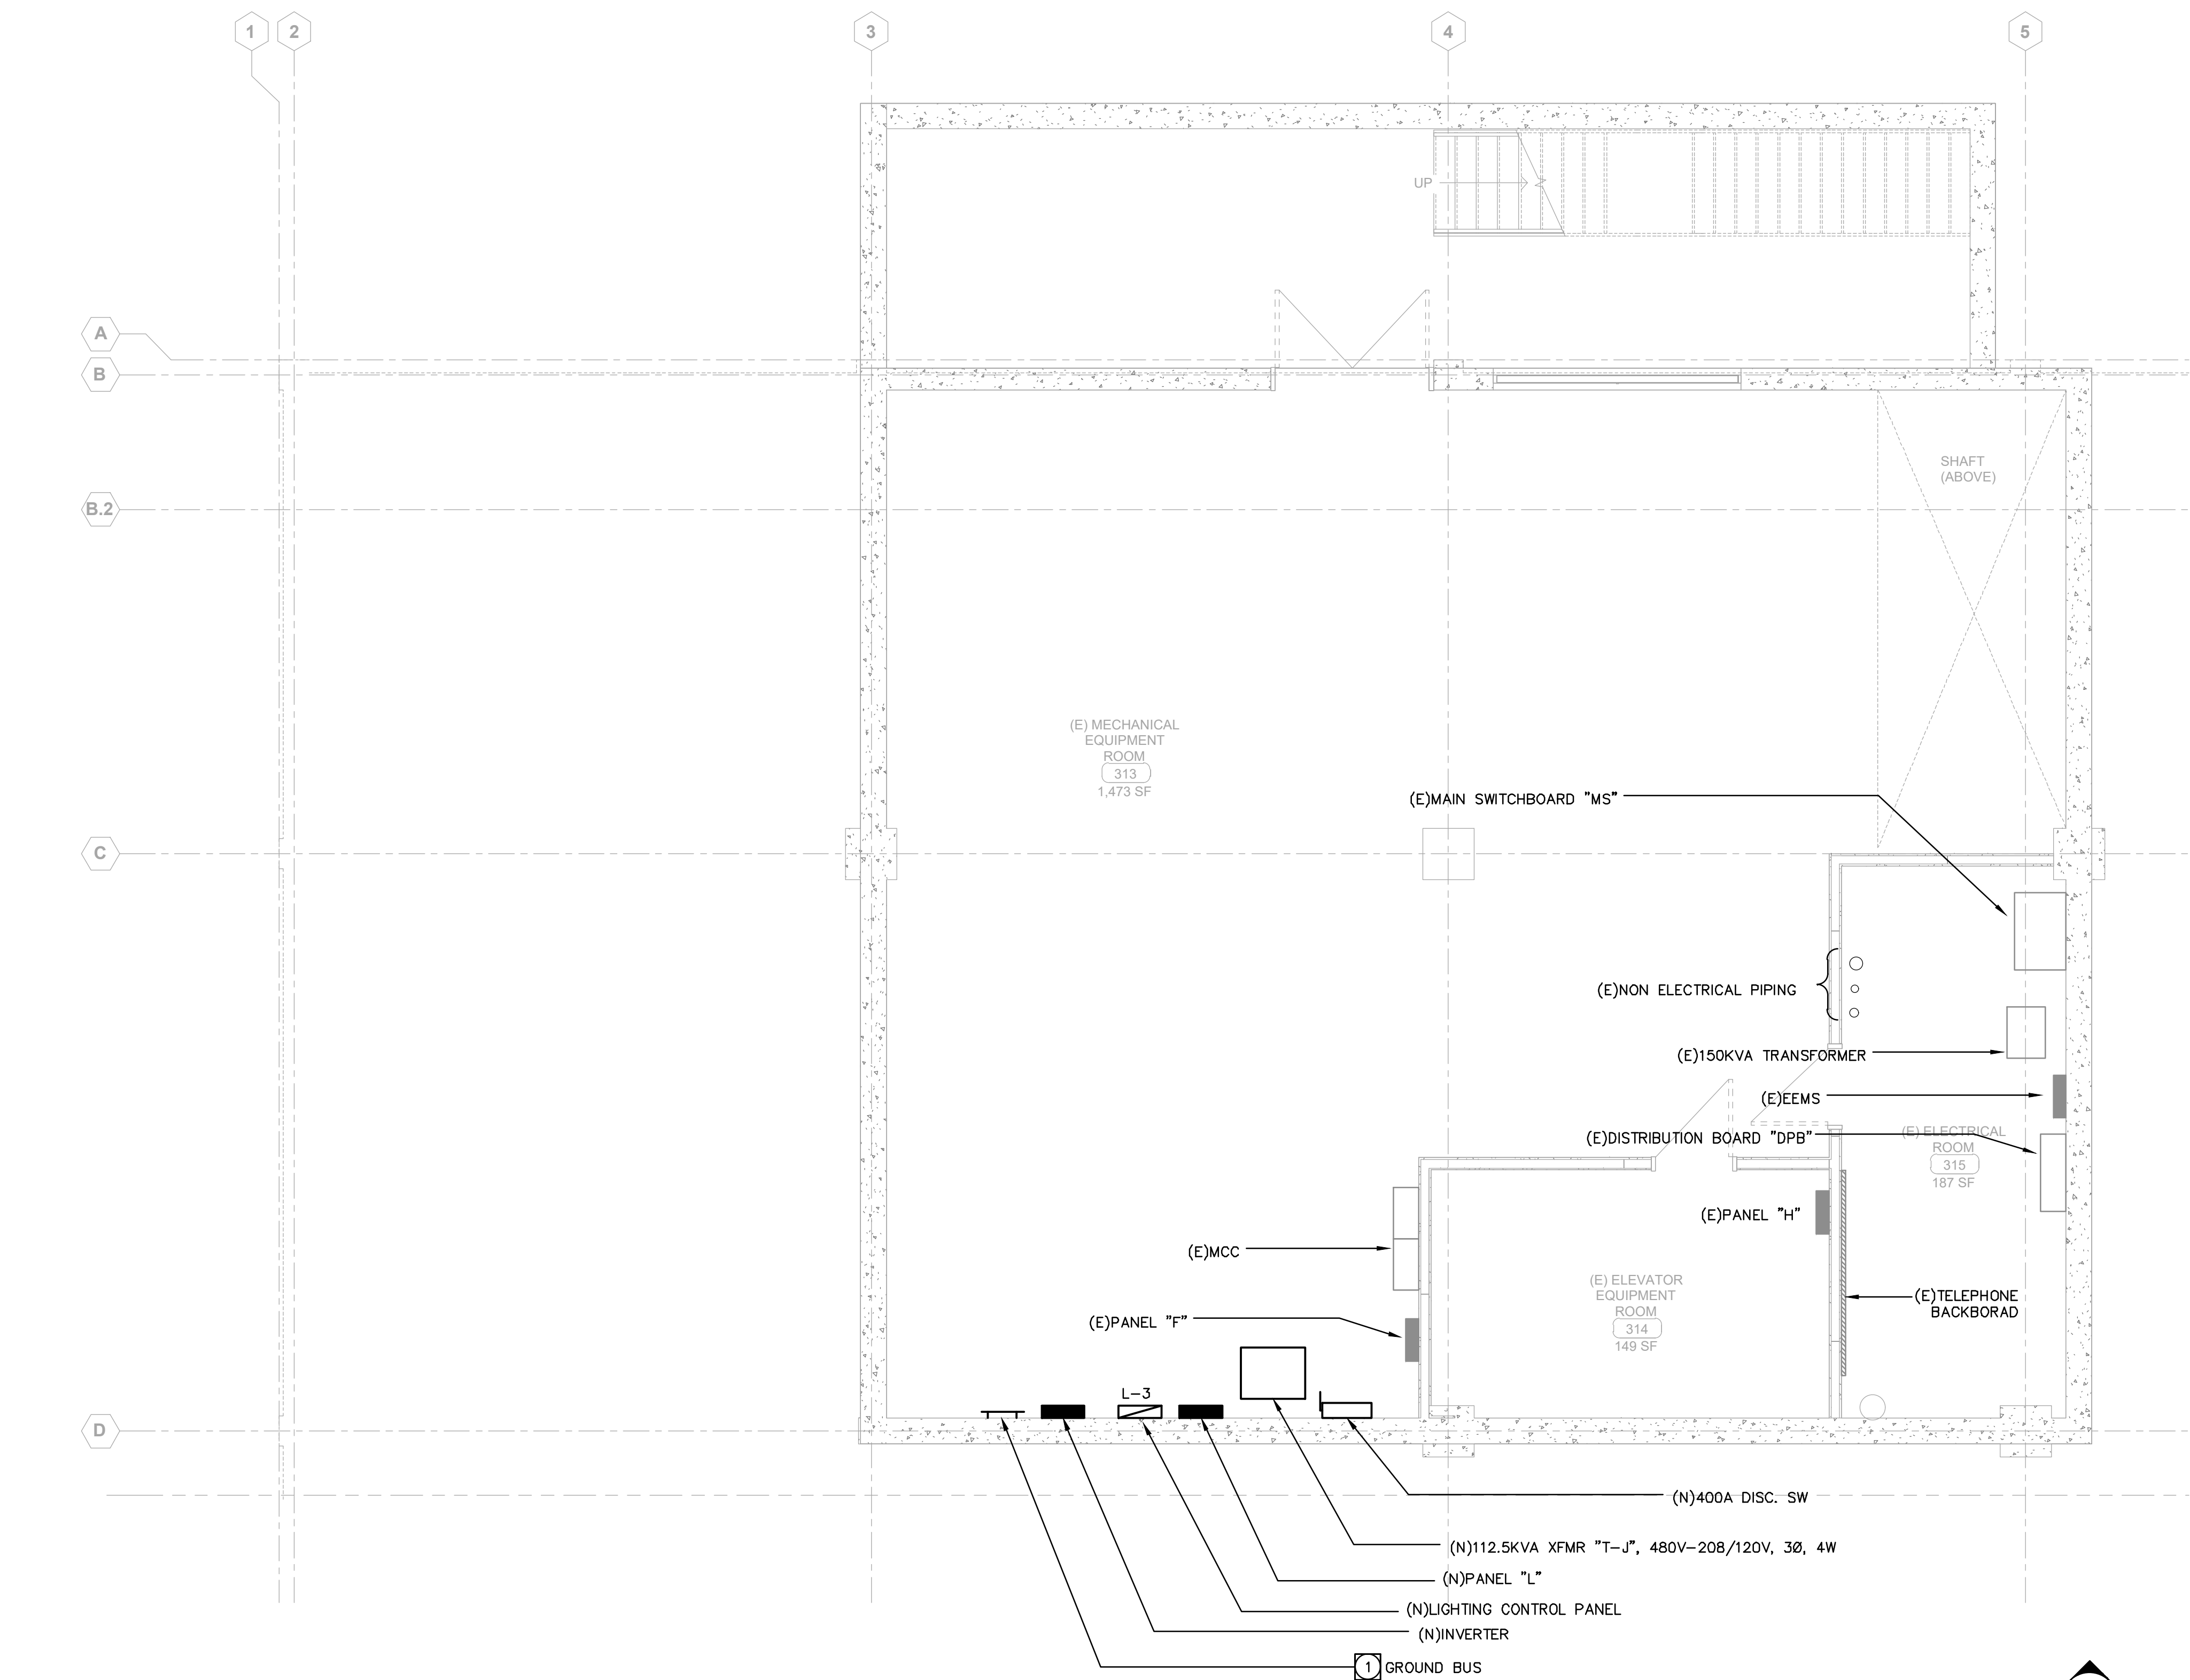 1
2
3
4
5
UP
A
B
SHAFT
(ABOVE)
B.2
(E) MECHANICAL
EQUIPMENT
ROOM
313
1,473 SF
(E)MAIN SWITCHBOARD "MS"
C
(E)NON ELECTRICAL PIPING
(E)150KVA TRANSFORMER
(E)EEMS
(E)DISTRIBUTION BOARD "DPB"
(E) ELECTRICAL
ROOM
315
187 SF
(E)PANEL "H"
(E)MCC
(E) ELEVATOR
EQUIPMENT
ROOM
314
149 SF
(E)TELEPHONE
BACKBORAD
(E)PANEL "F"
L-3
D
(N)400A DISC. SW
(N)112.5KVA XFMR "T-J", 480V-208/120V, 3Ø, 4W
(N)PANEL "L"
(N)LIGHTING CONTROL PANEL
(N)INVERTER
1 GROUND BUS